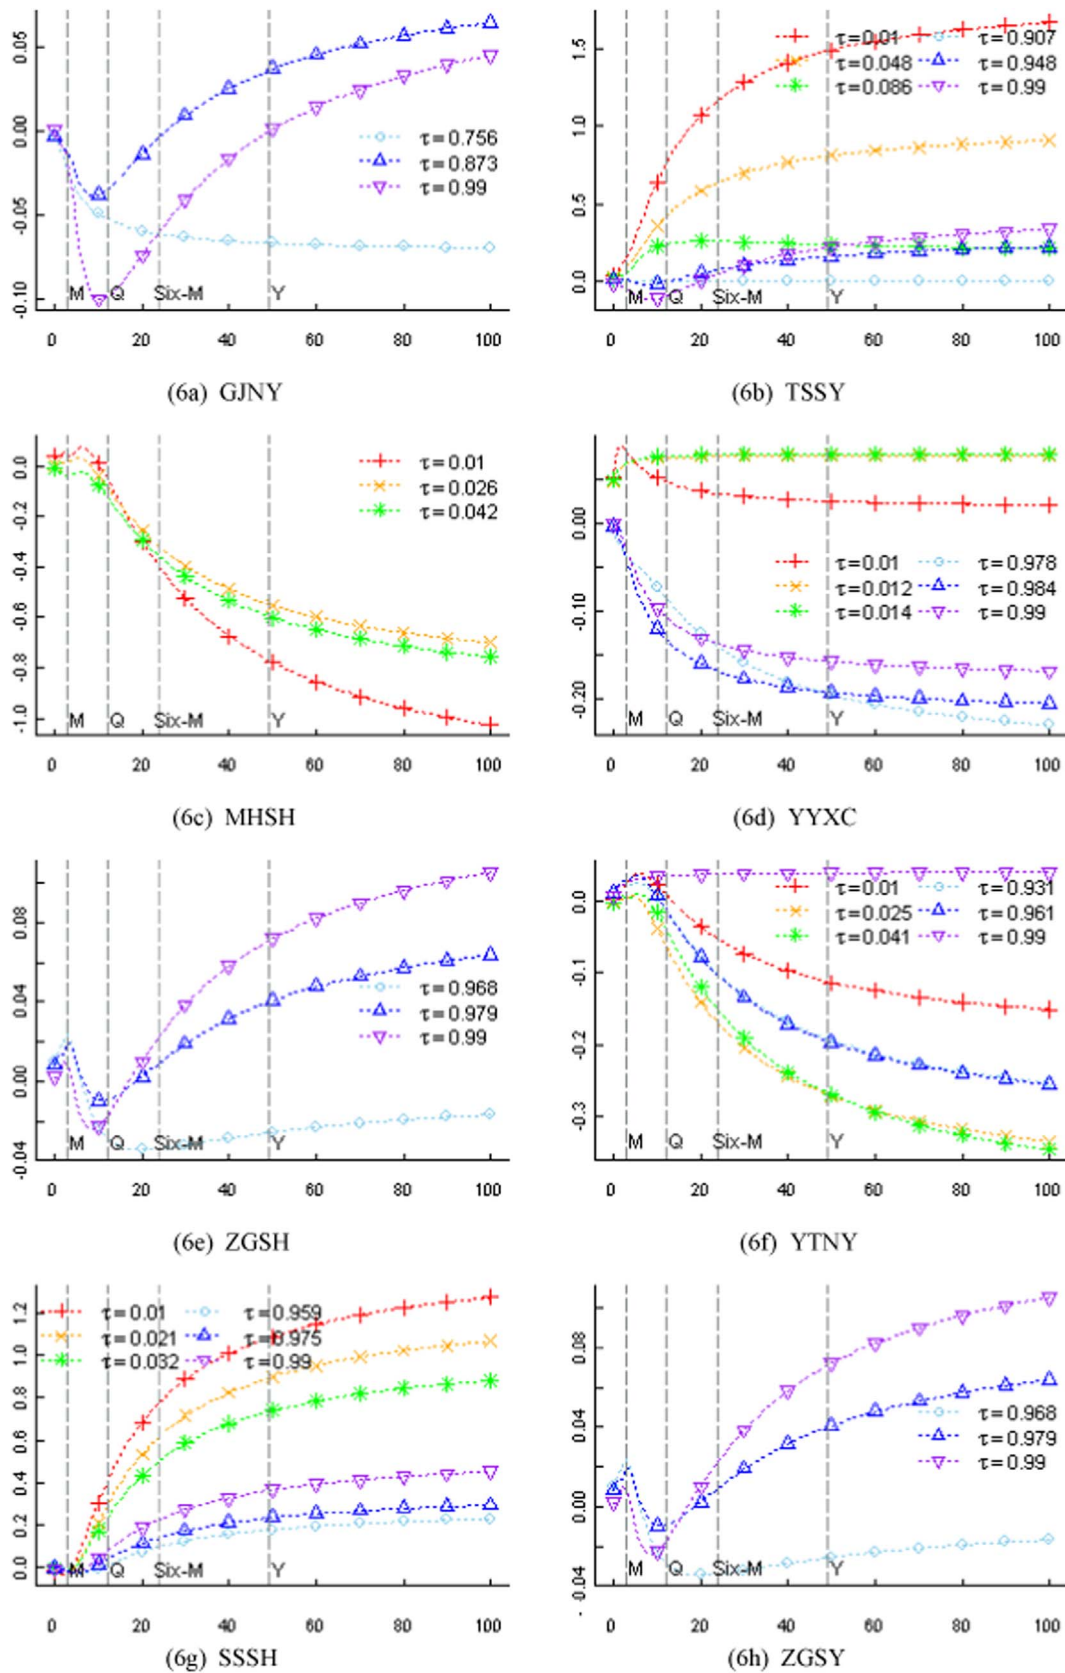 0.05
0.00
-0.05
-0.10
τ=0.756
τ=0.873
τ=0.99
M Q Six-M Y
0 20 40 60 80 100
(6a) GJNY
1.5
1.0
0.5
0.0
τ=0.01 τ=0.907
τ=0.048 τ=0.948
τ=0.086 τ=0.99
M Q Six-M Y
0 20 40 60 80 100
(6b) TSSY
0.0
-0.2
-0.4
-0.6
-0.8
-1.0
τ=0.01
τ=0.026
τ=0.042
M Q Six-M Y
0 20 40 60 80 100
(6c) MHSH
0.00
-0.10
-0.20
τ=0.01 τ=0.978
τ=0.012 τ=0.984
τ=0.014 τ=0.99
M Q Six-M Y
0 20 40 60 80 100
(6d) YYXC
0.08
0.04
0.00
-0.04
τ=0.968
τ=0.979
τ=0.99
M Q Six-M Y
0 20 40 60 80 100
(6e) ZGSH
0.0
-0.1
-0.2
-0.3
τ=0.01 τ=0.931
τ=0.025 τ=0.961
τ=0.041 τ=0.99
M Q Six-M Y
0 20 40 60 80 100
(6f) YTNY
1.2
1.0
0.8
0.6
0.4
0.2
0.0
τ=0.01 τ=0.959
τ=0.021 τ=0.975
τ=0.032 τ=0.99
M Q Six-M Y
0 20 40 60 80 100
(6g) SSSH
0.08
0.04
0.00
-0.04
τ=0.968
τ=0.979
τ=0.99
M Q Six-M Y
0 20 40 60 80 100
(6h) ZGSY